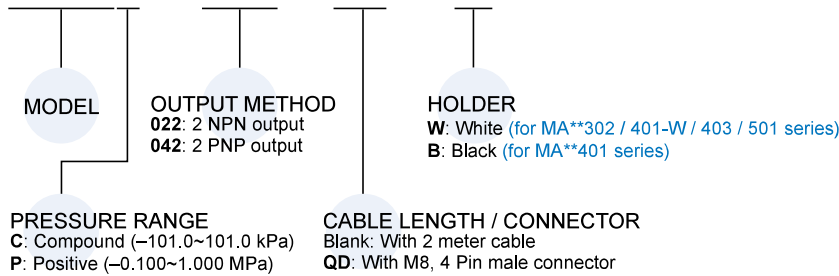 MODEL
OUTPUT METHOD
022: 2 NPN output
042: 2 PNP output
HOLDER
W: White (for MA**302 / 401-W / 403 / 501 series)
B: Black (for MA**401 series)
PRESSURE RANGE
C: Compound (–101.0~101.0 kPa)
P: Positive (–0.100~1.000 MPa)
CABLE LENGTH / CONNECTOR
Blank: With 2 meter cable
QD: With M8, 4 Pin male connector